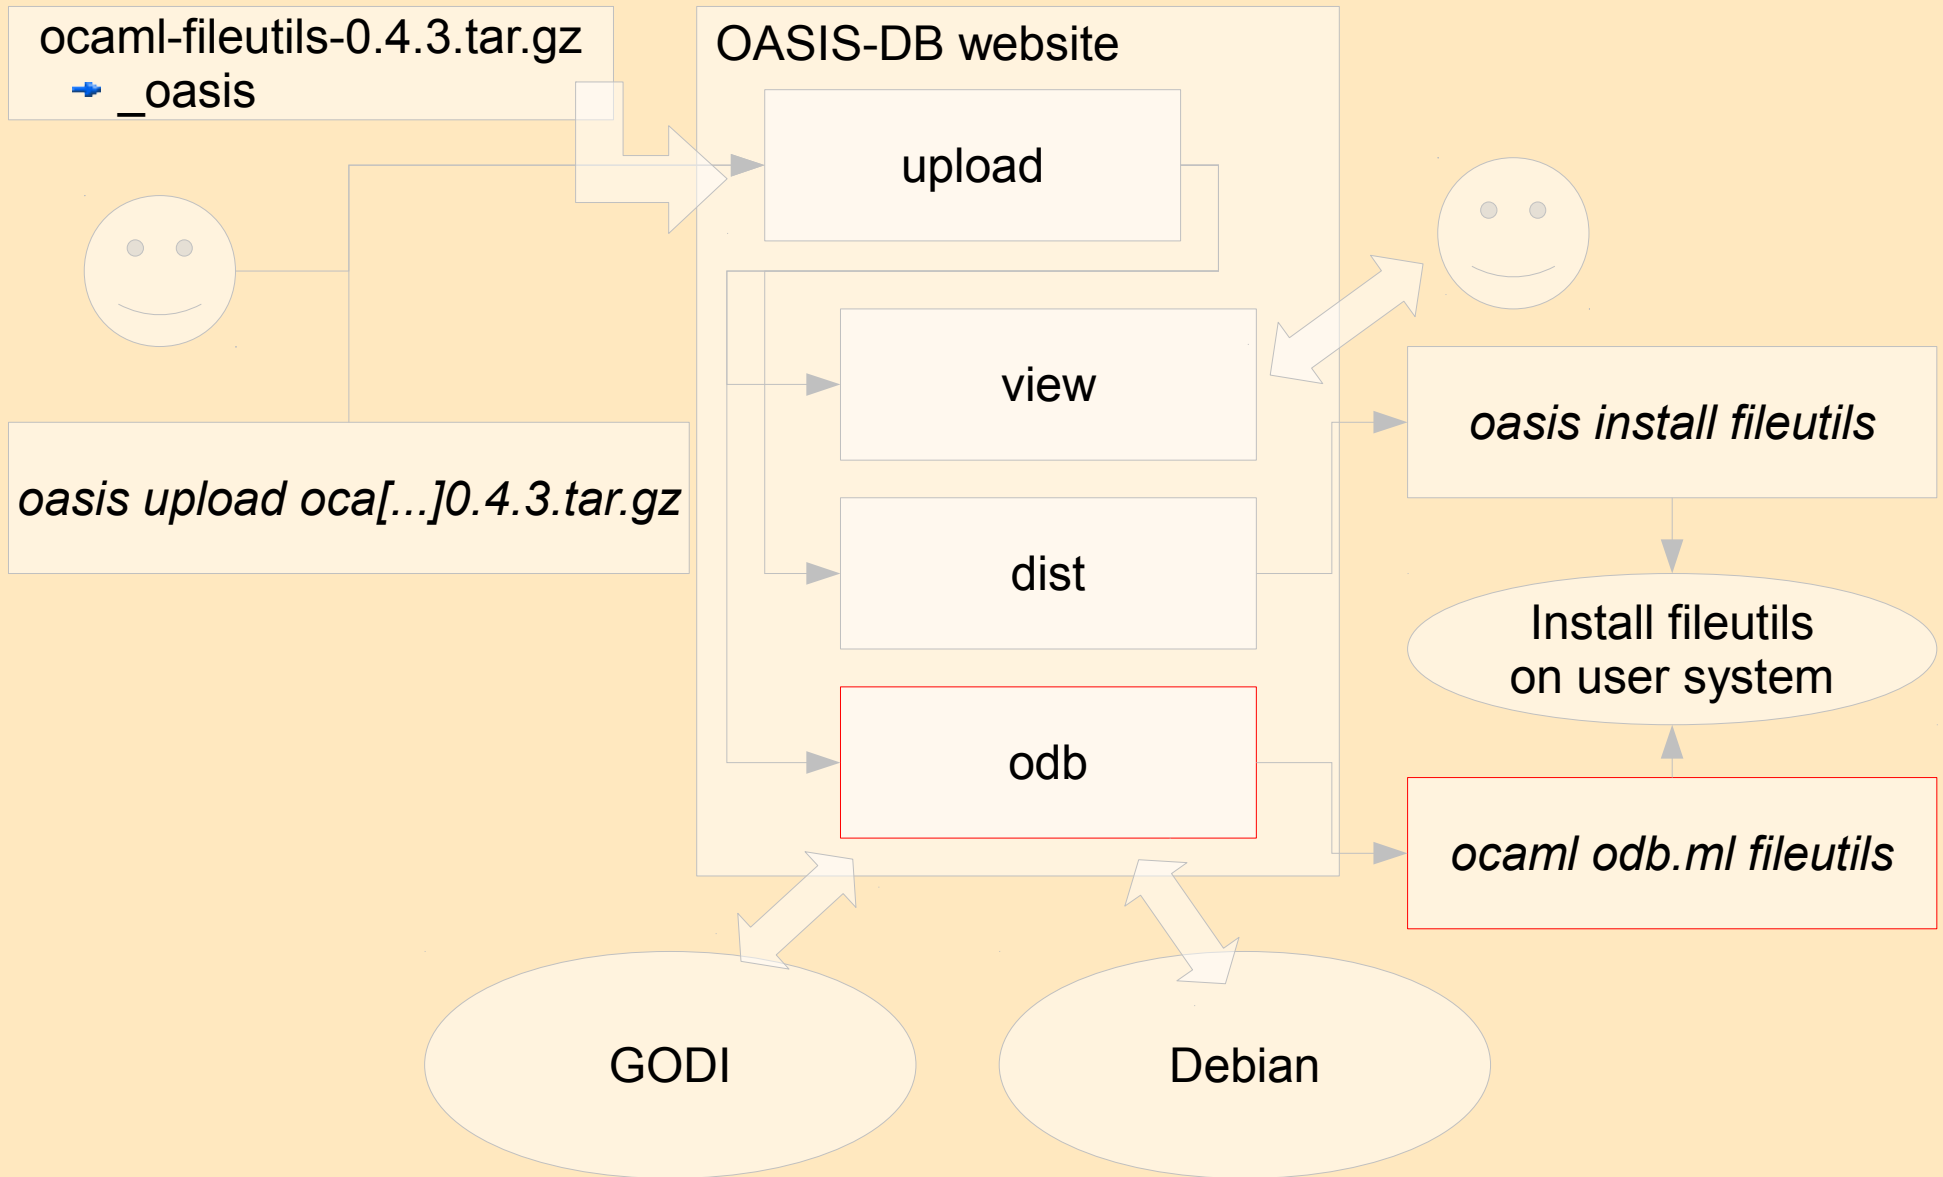 ocaml-fileutils-0.4.3.tar.gz
_oasis
OASIS-DB website
upload
view
oasis install fileutils
oasis upload oca[...]0.4.3.tar.gz
dist
Install fileutils
on user system
odb
ocaml odb.ml fileutils
GODI
Debian